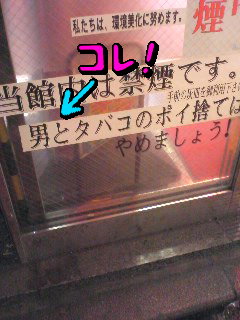 私たちは、環境美化に努めます。
煙
コレ!
当館内は禁煙です。
男とタバコのポイ捨ては
やめましょう!